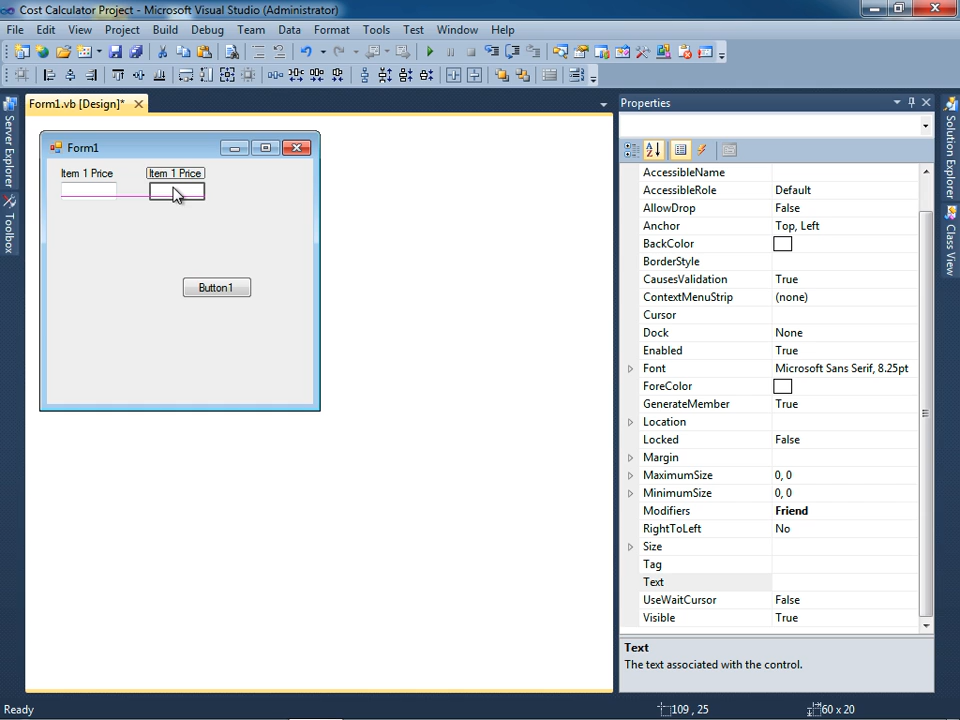 Cost Calculator Project - Microsoft Visual Studio (Administrator)
File Edit View Project Build Debug Team Data Format Tools Test Window Help
Form1.vb [Design]*
Properties
Server Explorer
Toolbox
Solution Explorer
Class View
Form1
Item 1 Price Item 1 Price
Button1
AccessibleName
AccessibleRole Default
AllowDrop False
Anchor Top, Left
BackColor
BorderStyle
CausesValidation True
ContextMenuStrip (none)
Cursor
Dock None
Enabled True
Font Microsoft Sans Serif, 8.25pt
ForeColor
GenerateMember True
Location
Locked False
Margin
MaximumSize 0, 0
MinimumSize 0, 0
Modifiers Friend
RightToLeft No
Size
Tag
Text
UseWaitCursor False
Visible True
Text
The text associated with the control.
Ready 109 , 25 60 x 20